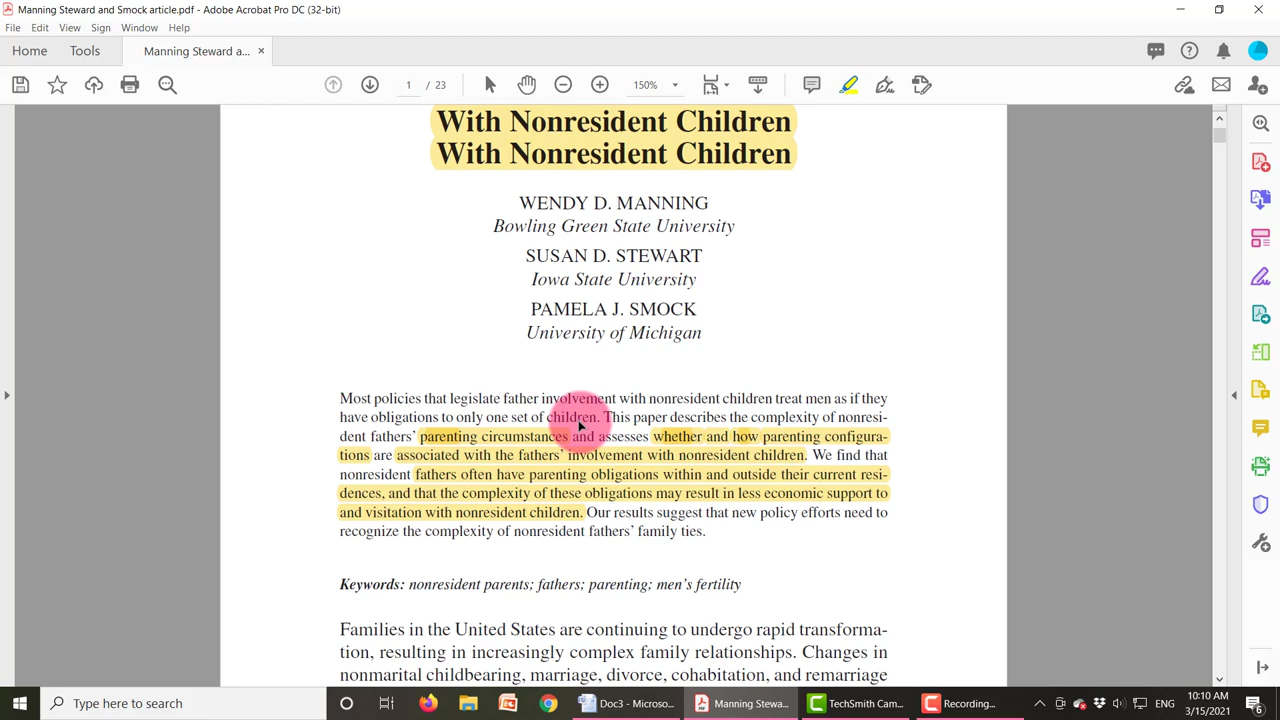 Manning Steward and Smock article.pdf - Adobe Acrobat Pro DC (32-bit)
File Edit View Sign Window Help
Home Tools Manning Steward a... ×
1 / 23 150%
With Nonresident Children
With Nonresident Children
WENDY D. MANNING
Bowling Green State University
SUSAN D. STEWART
Iowa State University
PAMELA J. SMOCK
University of Michigan
Most policies that legislate father involvement with nonresident children treat men as if they
have obligations to only one set of children. This paper describes the complexity of nonresi-
dent fathers’ parenting circumstances and assesses whether and how parenting configura-
tions are associated with the fathers’ involvement with nonresident children. We find that
nonresident fathers often have parenting obligations within and outside their current resi-
dences, and that the complexity of these obligations may result in less economic support to
and visitation with nonresident children. Our results suggest that new policy efforts need to
recognize the complexity of nonresident fathers’ family ties.
Keywords: nonresident parents; fathers; parenting; men’s fertility
Families in the United States are continuing to undergo rapid transforma-
tion, resulting in increasingly complex family relationships. Changes in
nonmarital childbearing, marriage, divorce, cohabitation, and remarriage
Type here to search
Doc3 - Microso...
Manning Stewa...
TechSmith Cam...
Recording...
ENG
10:10 AM
3/15/2021
6